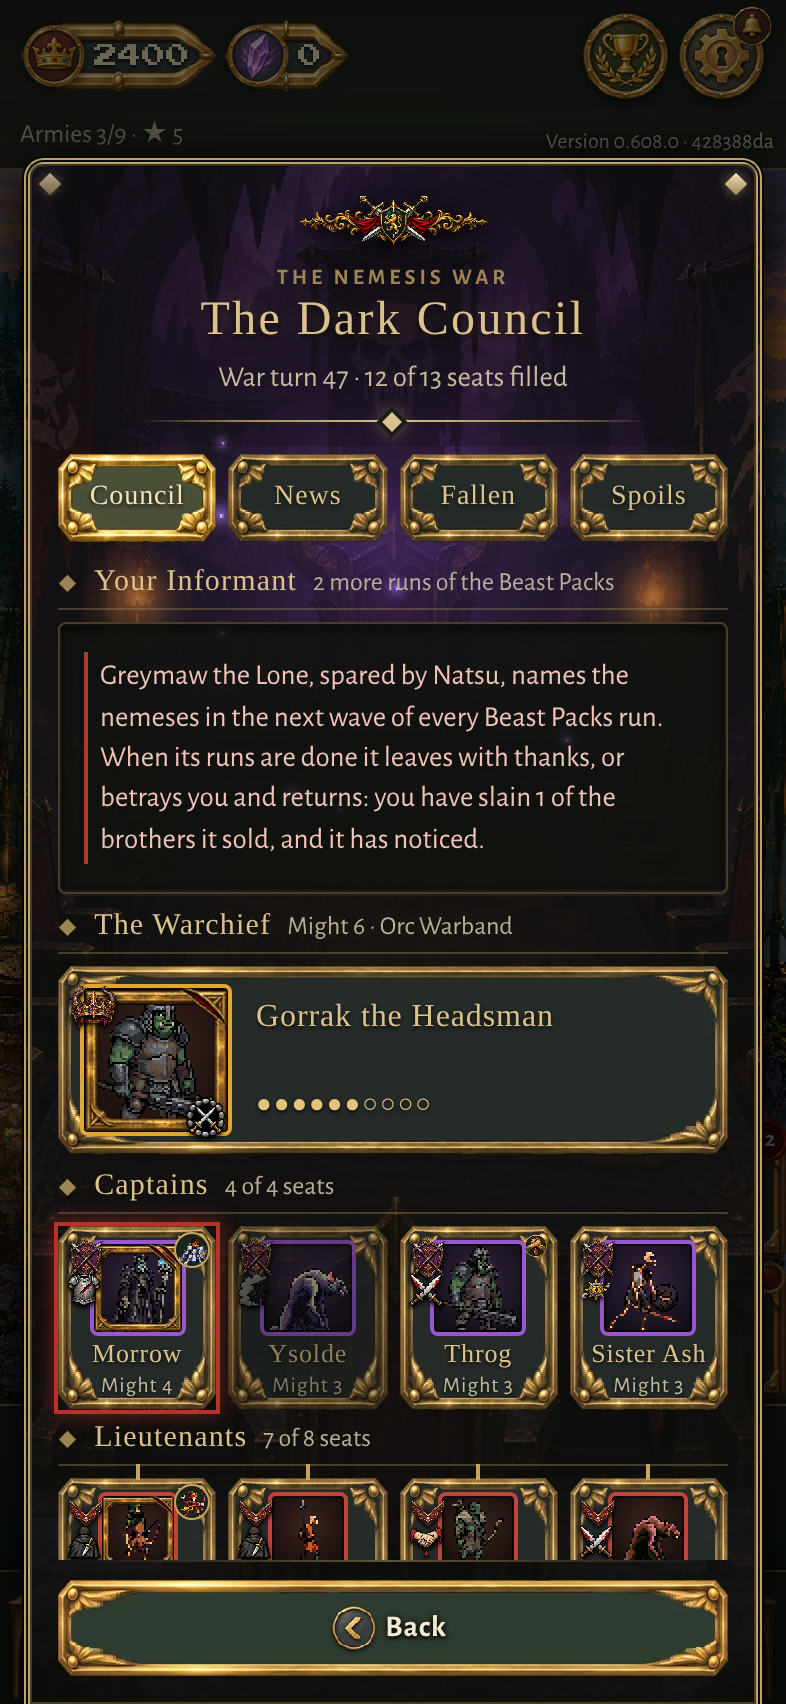 2400
0
Armies 3/9 · ★ 5
Version 0.608.0 · 428388da
THE NEMESIS WAR
The Dark Council
War turn 47 · 12 of 13 seats filled
Council
News
Fallen
Spoils
Your Informant 2 more runs of the Beast Packs
Greymaw the Lone, spared by Natsu, names the
nemeses in the next wave of every Beast Packs run.
When its runs are done it leaves with thanks, or
betrays you and returns: you have slain 1 of the
brothers it sold, and it has noticed.
The Warchief Might 6 · Orc Warband
Gorrak the Headsman
2
Captains 4 of 4 seats
Morrow
Might 4
Ysolde
Might 3
Throg
Might 3
Sister Ash
Might 3
Lieutenants 7 of 8 seats
Back